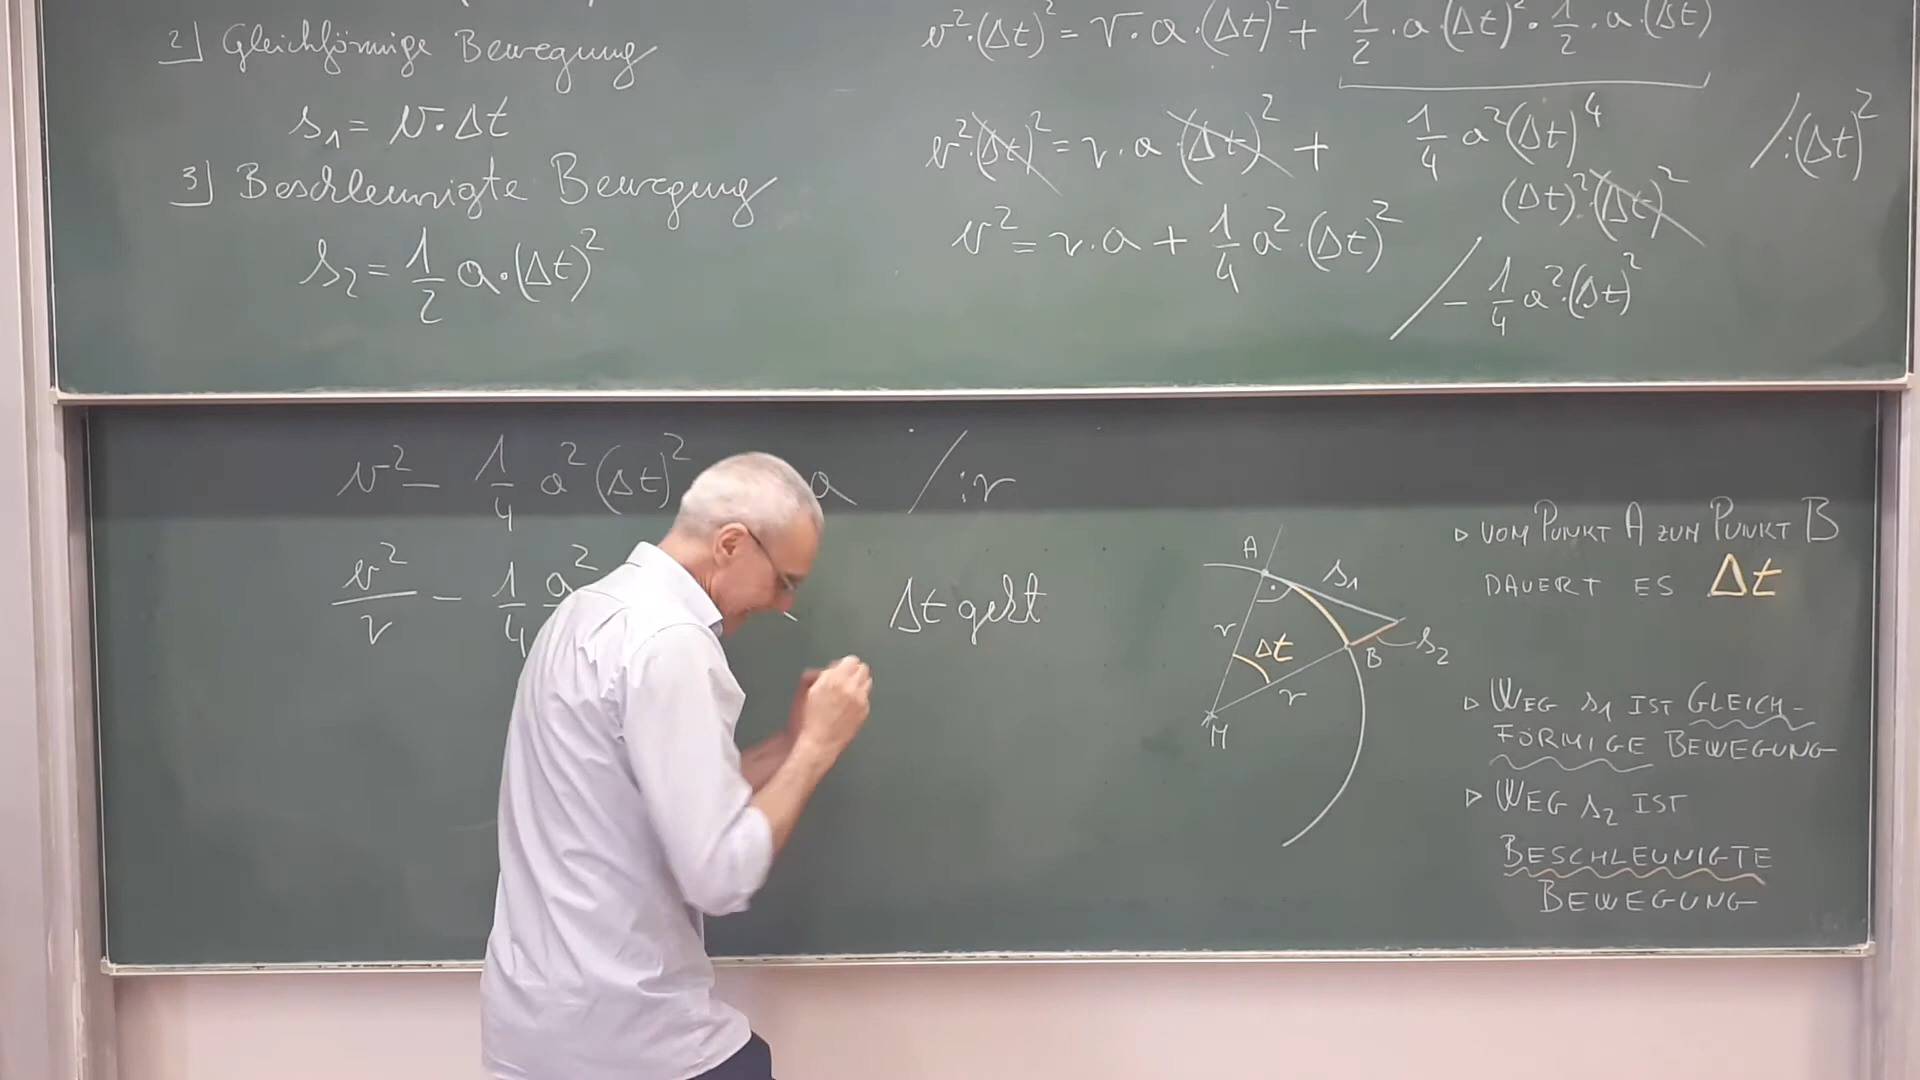 2] Gleichförmige Bewegung
s₁ = v·Δt
3] Beschleunigte Bewegung
s₂ = 1/2 a·(Δt)²
v²·(Δt)² = r·a·(Δt)² + 1/2·a(Δt)²·1/2·a(Δt)
v²·(Δt)² = r·a·(Δt)² + 1/4 a²(Δt)⁴ /:(Δt)²
(Δt)²·(Δt)²
v² = r·a + 1/4 a²·(Δt)²
/ - 1/4 a²·(Δt)²
v² - 1/4 a² (Δt)² a /:r
v²/r - 1/4 a² Δt geht
A
s₁
r
Δt
B
s₂
r
M
▷ VOM PUNKT A ZUM PUNKT B
DAUERT ES Δt
▷ WEG s₁ IST GLEICH-
FÖRMIGE BEWEGUNG
▷ WEG s₂ IST
BESCHLEUNIGTE
BEWEGUNG